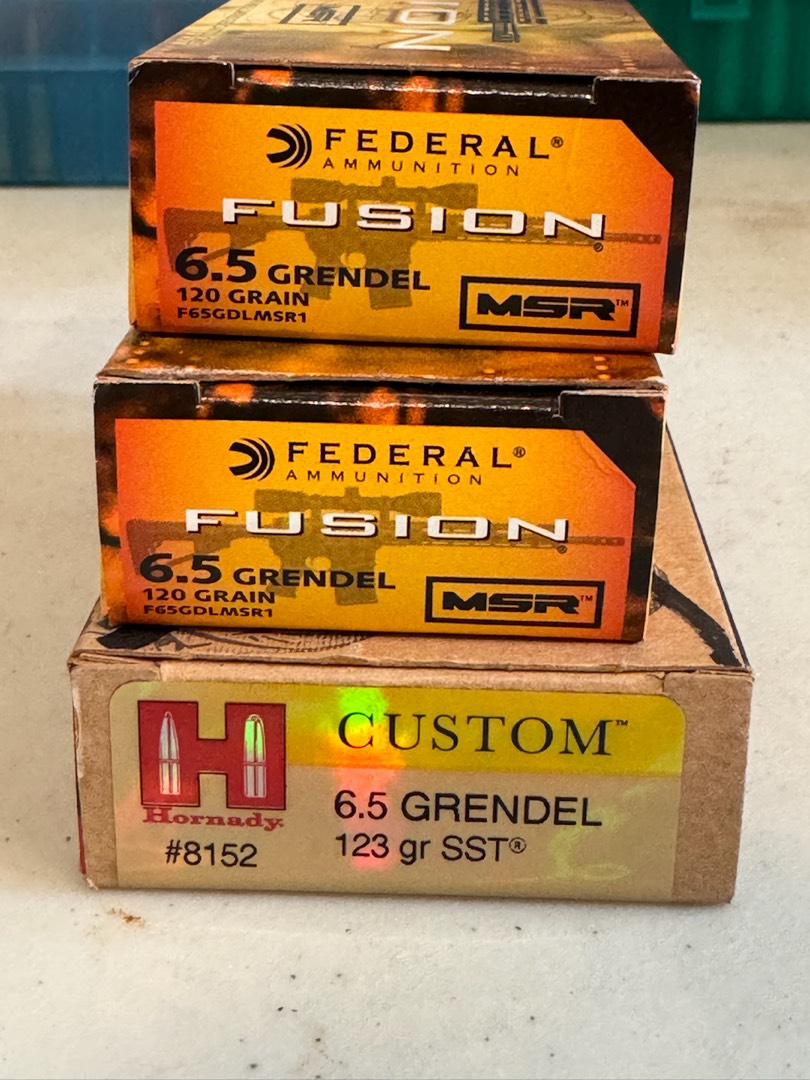 ION
FEDERAL®
AMMUNITION
FUSION®
6.5 GRENDEL
120 GRAIN
F65GDLMSR1
MSR™
FEDERAL®
AMMUNITION
FUSION®
6.5 GRENDEL
120 GRAIN
F65GDLMSR1
MSR™
H
Hornady®
#8152
CUSTOM™
6.5 GRENDEL
123 gr SST®